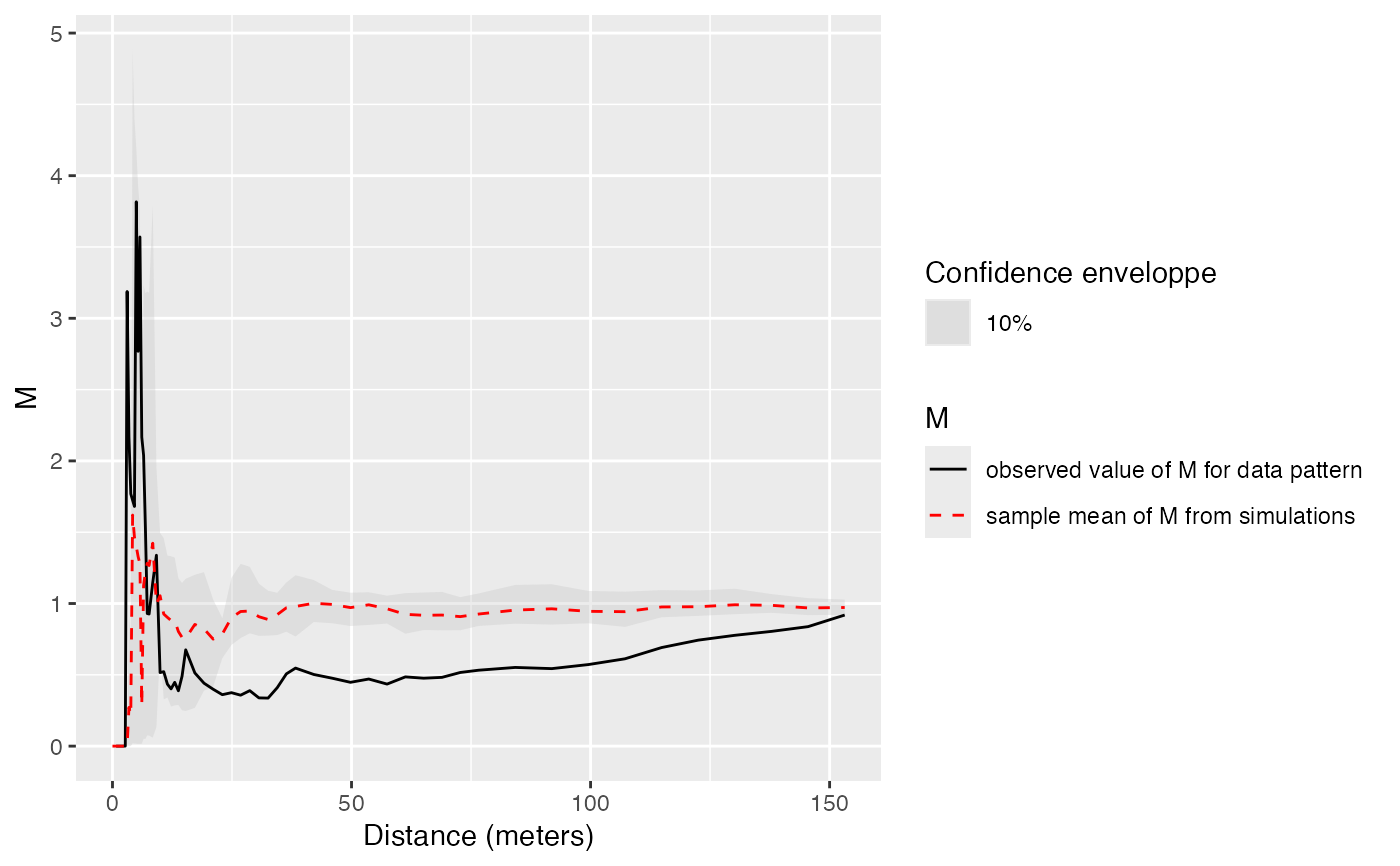 5
4
3
2
1
0
M
0
50
100
150
Distance (meters)
Confidence enveloppe
10%
M
observed value of M for data pattern
sample mean of M from simulations